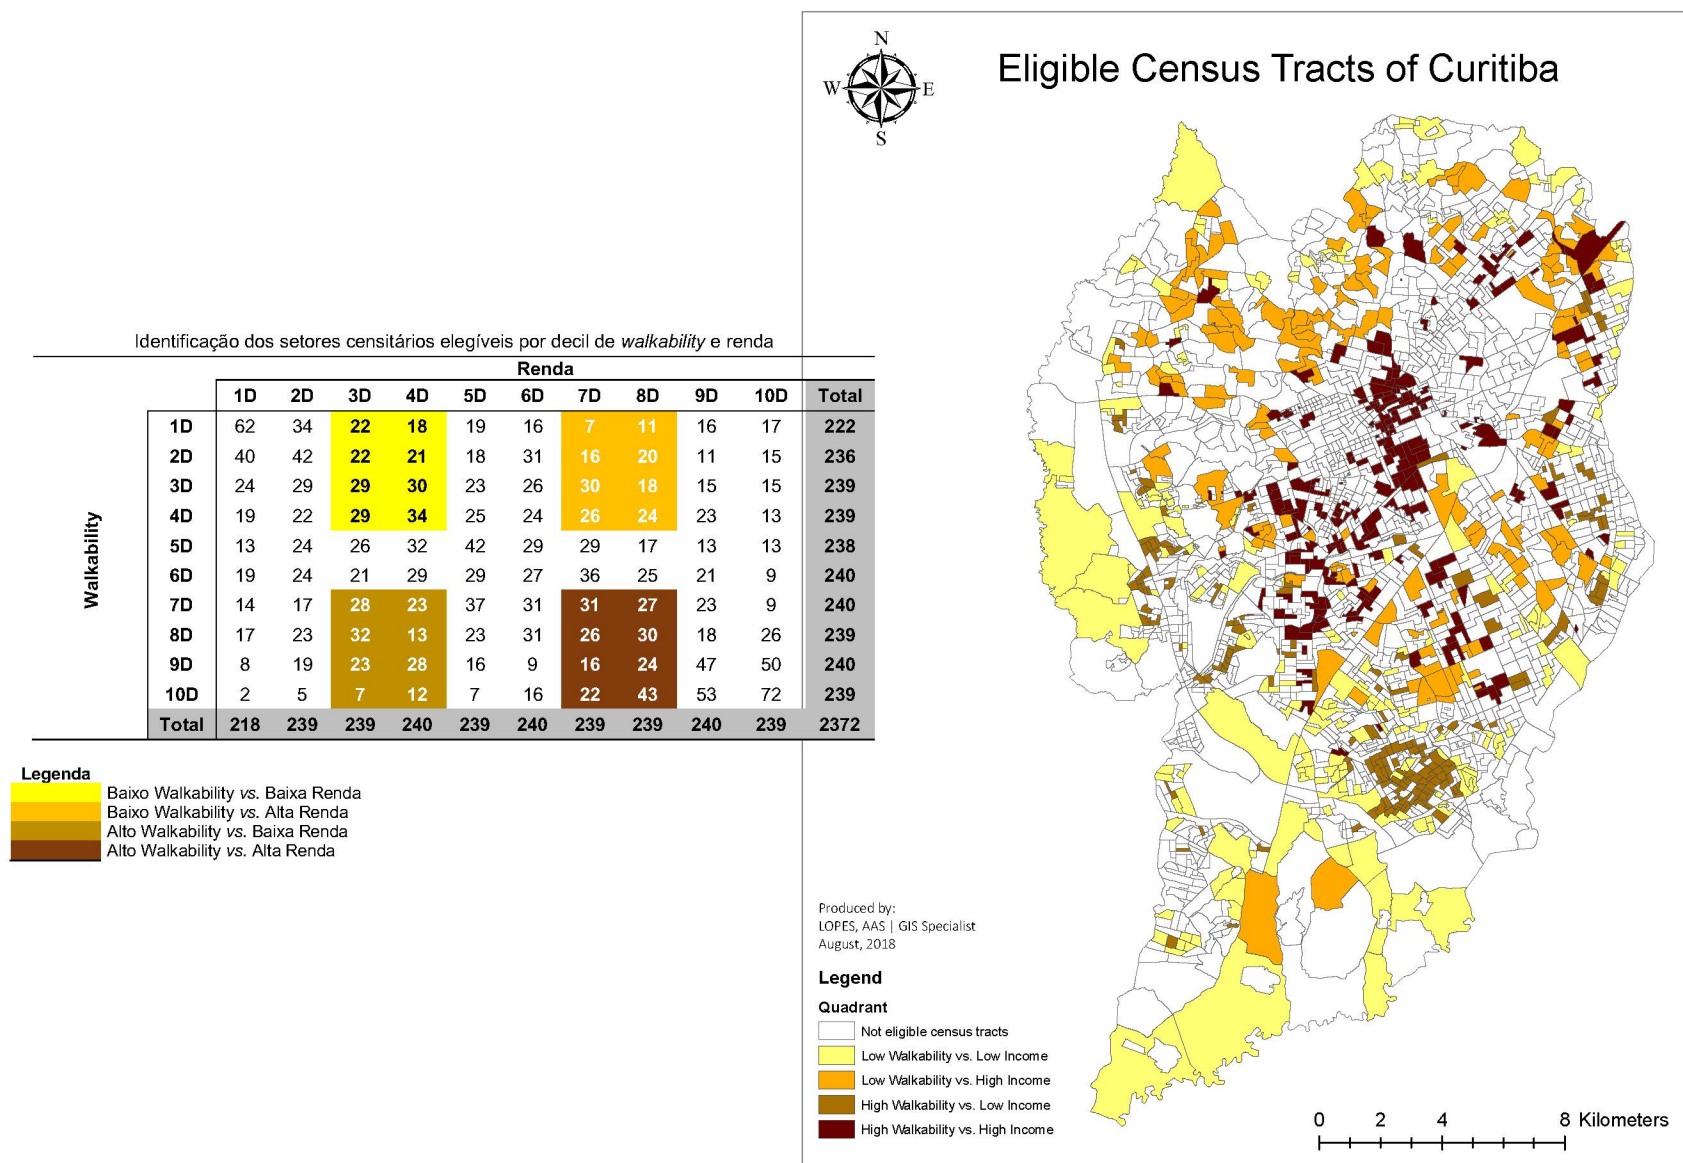 N
W E
S
Eligible Census Tracts of Curitiba
Identificação dos setores censitários elegíveis por decil de walkability e renda
Renda
1D 2D 3D 4D 5D 6D 7D 8D 9D 10D Total
Walkability
1D 62 34 22 18 19 16 7 11 16 17 222
2D 40 42 22 21 18 31 16 20 11 15 236
3D 24 29 29 30 23 26 30 18 15 15 239
4D 19 22 29 34 25 24 26 24 23 13 239
5D 13 24 26 32 42 29 29 17 13 13 238
6D 19 24 21 29 29 27 36 25 21 9 240
7D 14 17 28 23 37 31 31 27 23 9 240
8D 17 23 32 13 23 31 26 30 18 26 239
9D 8 19 23 28 16 9 16 24 47 50 240
10D 2 5 7 12 7 16 22 43 53 72 239
Total 218 239 239 240 239 240 239 239 240 239 2372
Legenda
Baixo Walkability vs. Baixa Renda
Baixo Walkability vs. Alta Renda
Alto Walkability vs. Baixa Renda
Alto Walkability vs. Alta Renda
Produced by:
LOPES, AAS | GIS Specialist
August, 2018
Legend
Quadrant
Not eligible census tracts
Low Walkability vs. Low Income
Low Walkability vs. High Income
High Walkability vs. Low Income
High Walkability vs. High Income
0 2 4 8 Kilometers